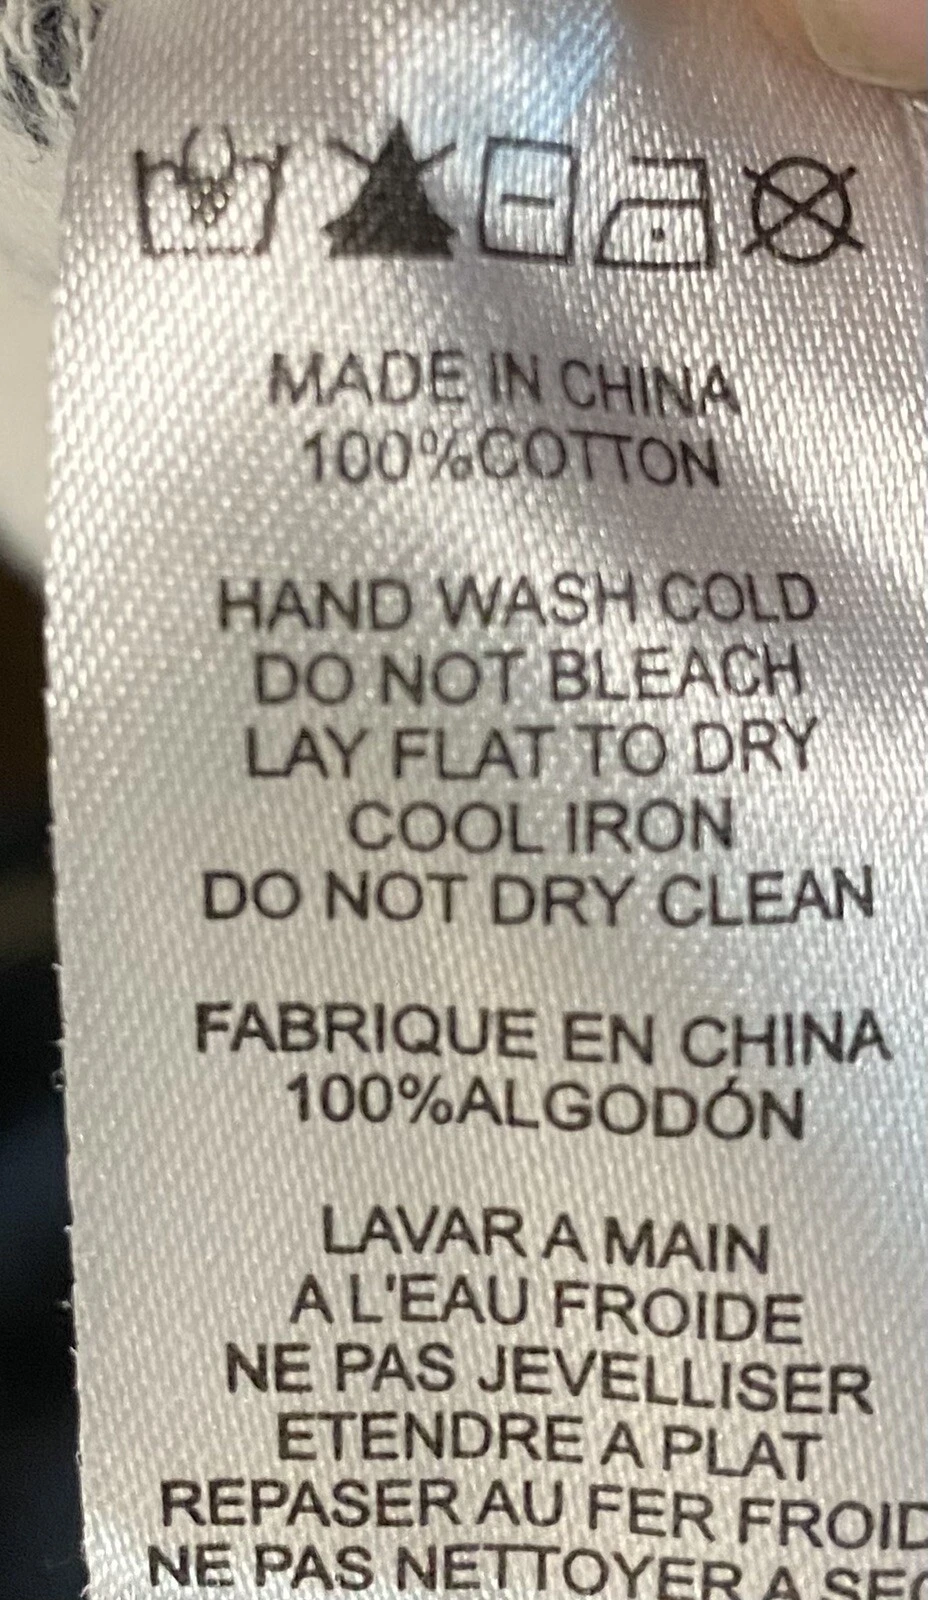 MADE IN CHINA
100%COTTON
HAND WASH COLD
DO NOT BLEACH
LAY FLAT TO DRY
COOL IRON
DO NOT DRY CLEAN
FABRIQUE EN CHINA
100%ALGODÓN
LAVAR A MAIN
A L'EAU FROIDE
NE PAS JEVELLISER
ETENDRE A PLAT
REPASER AU FER FROID
NE PAS NETTOYER A SEC